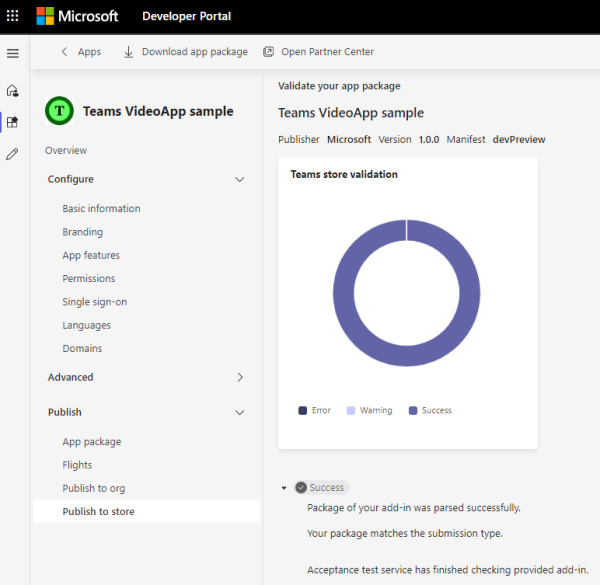 Microsoft Developer Portal
Apps Download app package Open Partner Center
T Teams VideoApp sample
Overview
Configure
Basic information
Branding
App features
Permissions
Single sign-on
Languages
Domains
Advanced
Publish
App package
Flights
Publish to org
Publish to store
Validate your app package
Teams VideoApp sample
Publisher Microsoft Version 1.0.0 Manifest devPreview
Teams store validation
Error Warning Success
Success
Package of your add-in was parsed successfully.
Your package matches the submission type.
Acceptance test service has finished checking provided add-in.